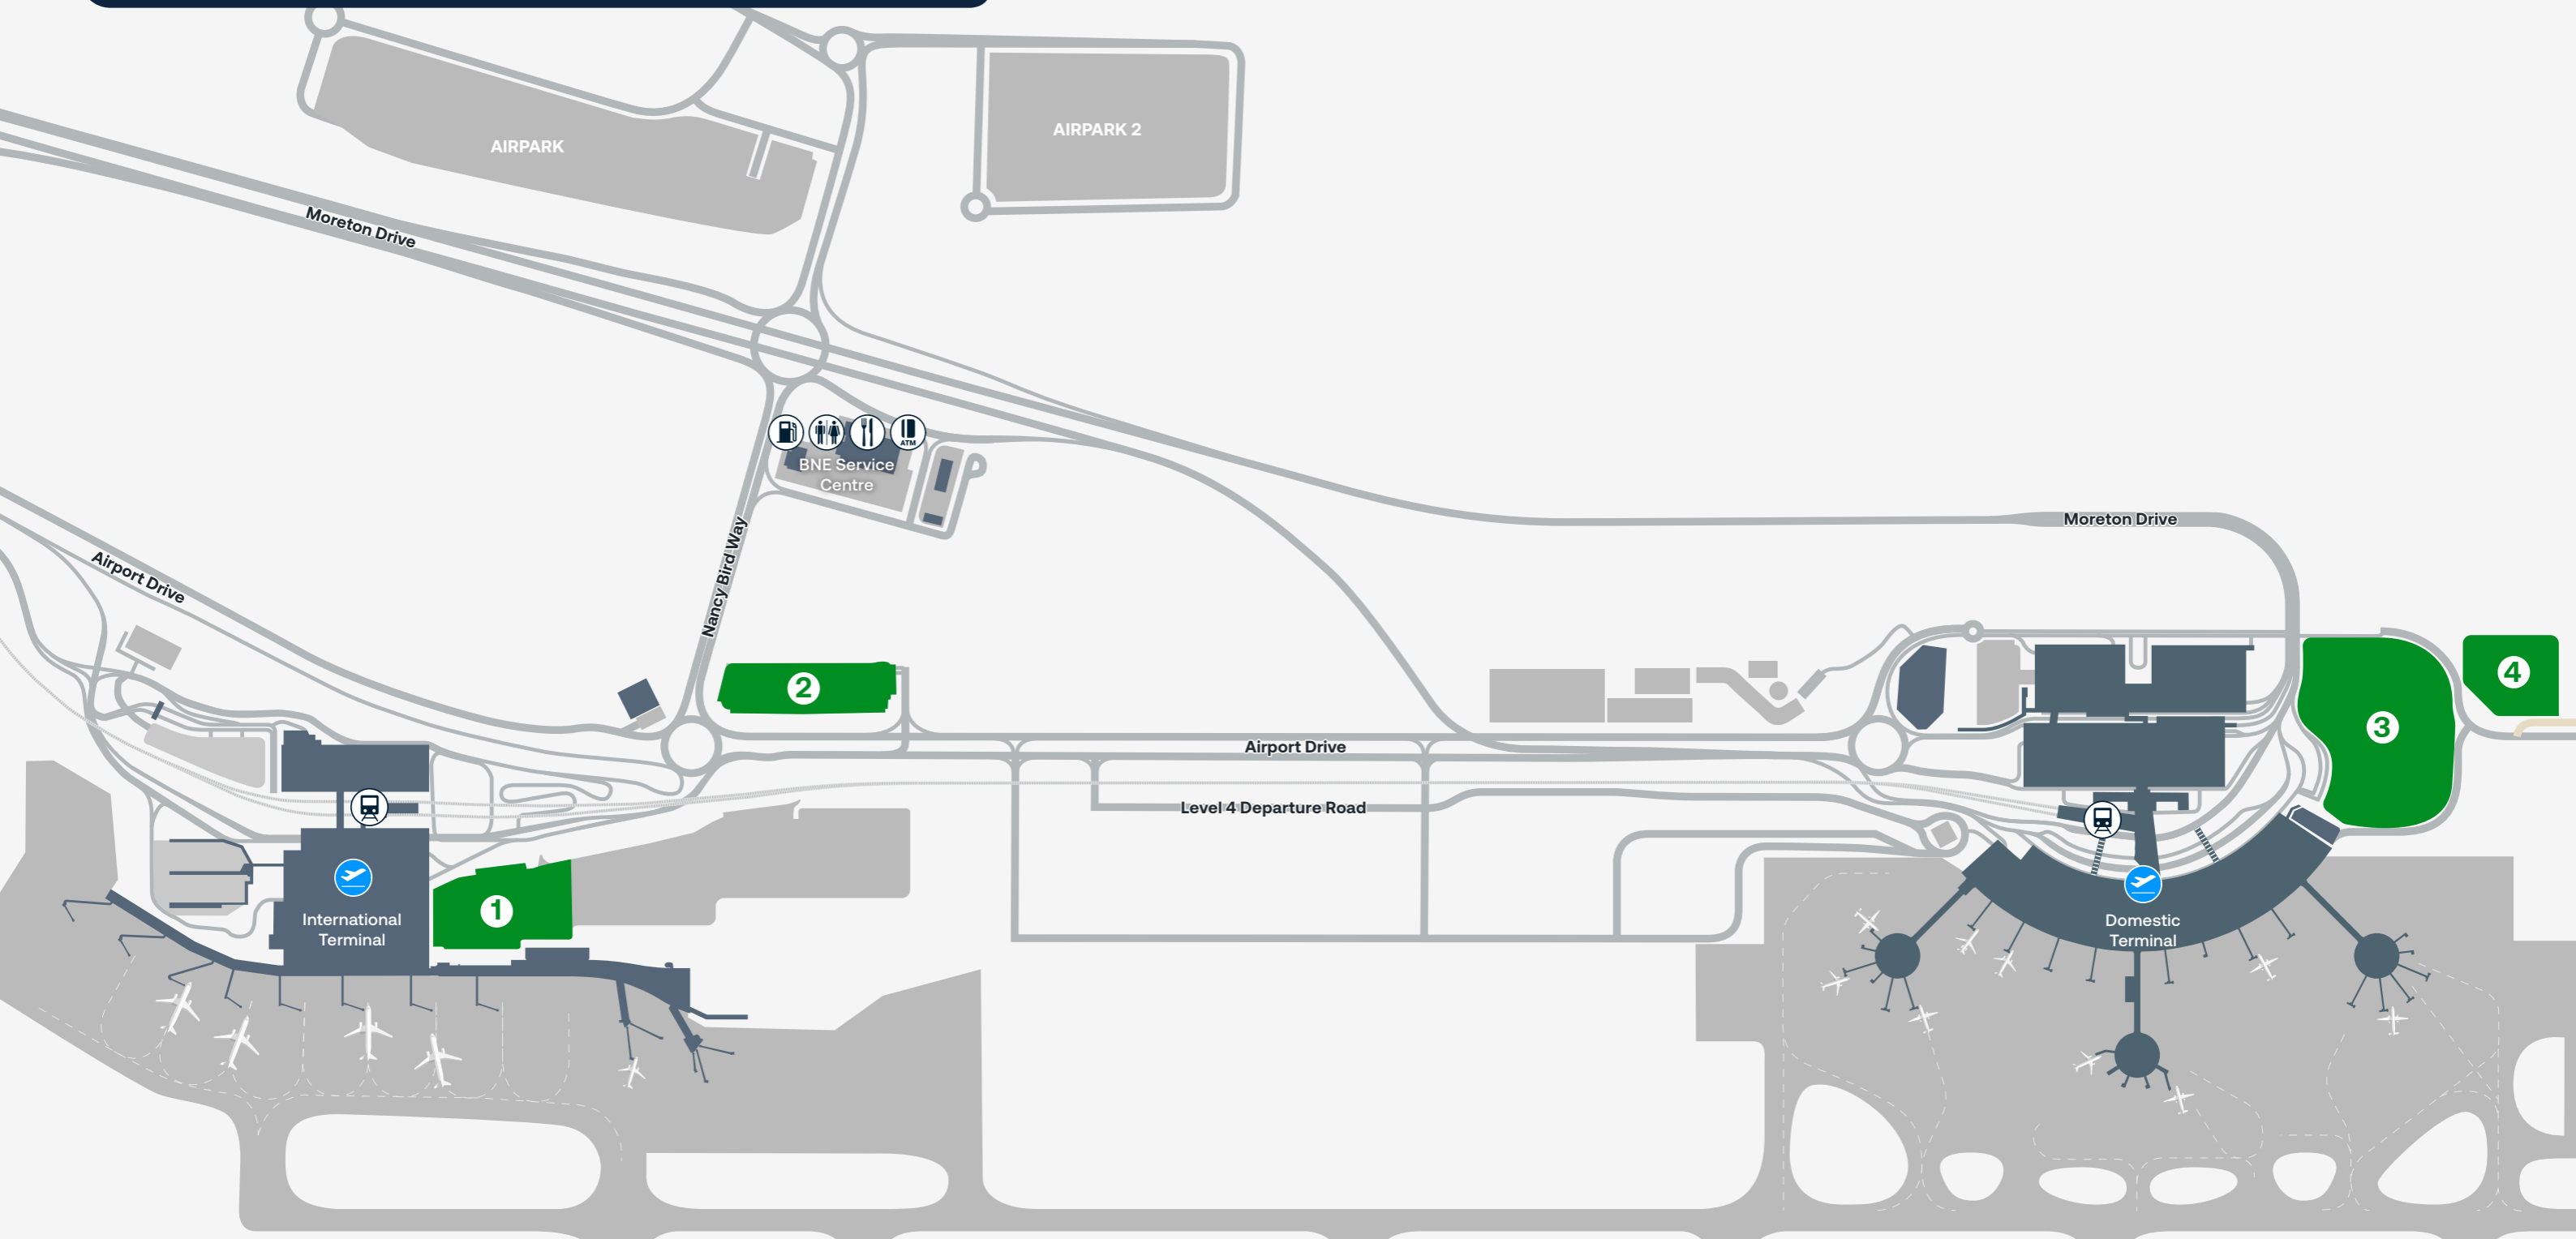 AIRPARK 2
AIRPARK
Moreton Drive
ATM
BNE Service
Centre
Moreton Drive
Nancy Bird Way
Airport Drive
2
4
3
Airport Drive
Level 4 Departure Road
1
International
Terminal
Domestic
Terminal